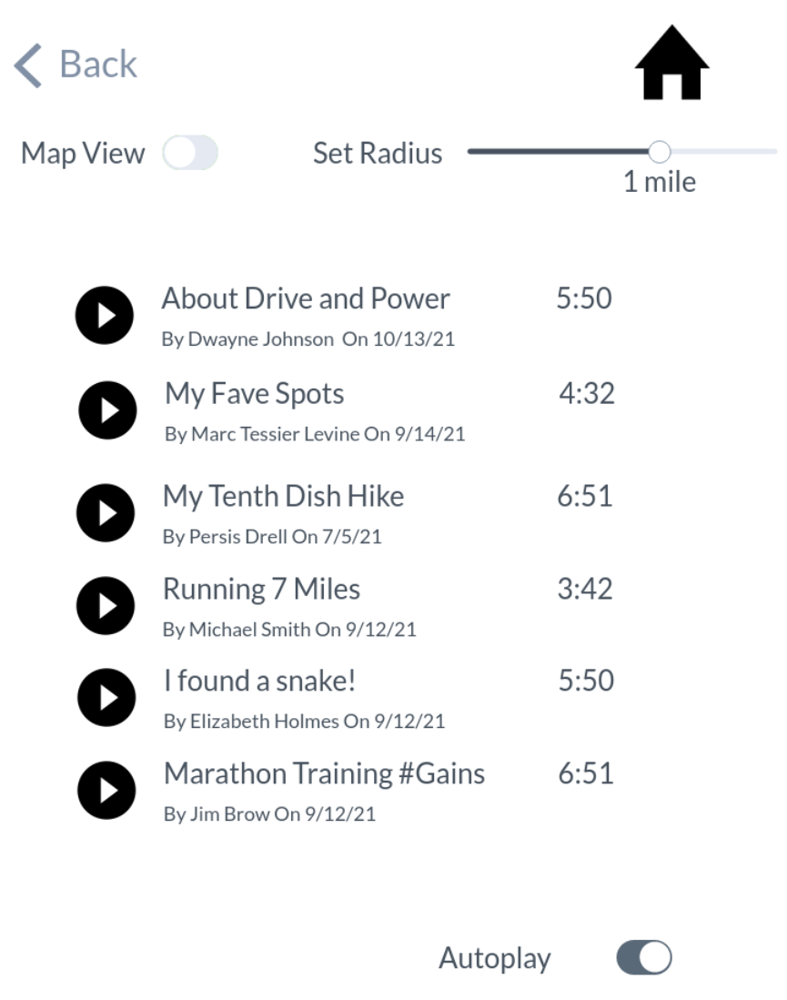 Back
Map View Set Radius
1 mile
About Drive and Power 5:50
By Dwayne Johnson On 10/13/21
My Fave Spots 4:32
By Marc Tessier Levine On 9/14/21
My Tenth Dish Hike 6:51
By Persis Drell On 7/5/21
Running 7 Miles 3:42
By Michael Smith On 9/12/21
I found a snake! 5:50
By Elizabeth Holmes On 9/12/21
Marathon Training #Gains 6:51
By Jim Brow On 9/12/21
Autoplay